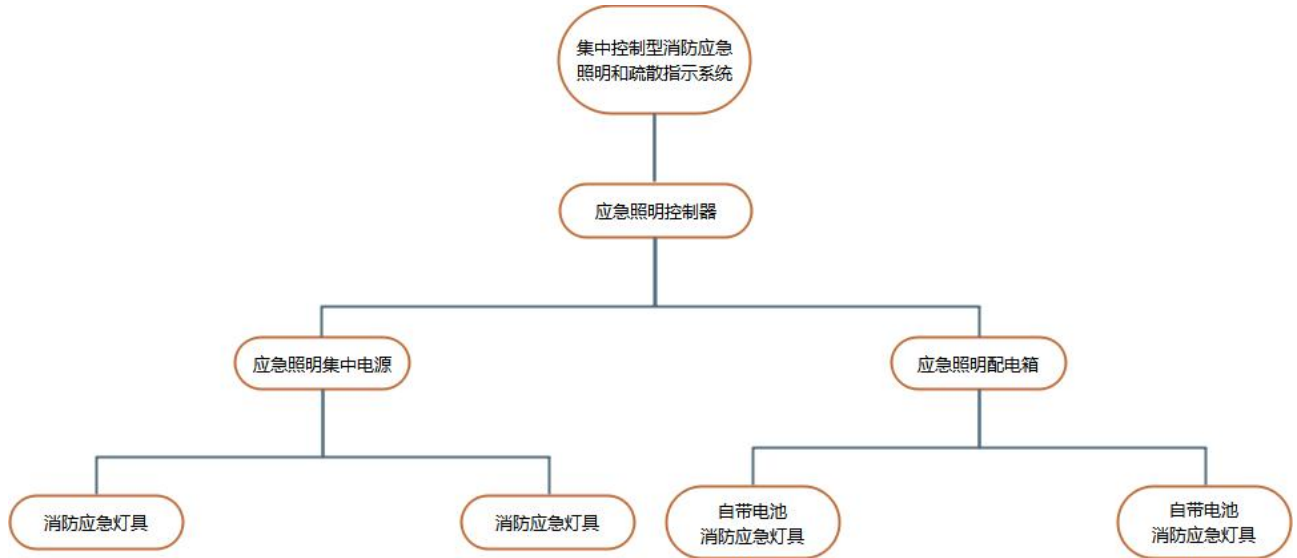 集中控制型消防应急
照明和疏散指示系统
应急照明控制器
应急照明集中电源
应急照明配电箱
消防应急灯具
消防应急灯具
自带电池
消防应急灯具
自带电池
消防应急灯具